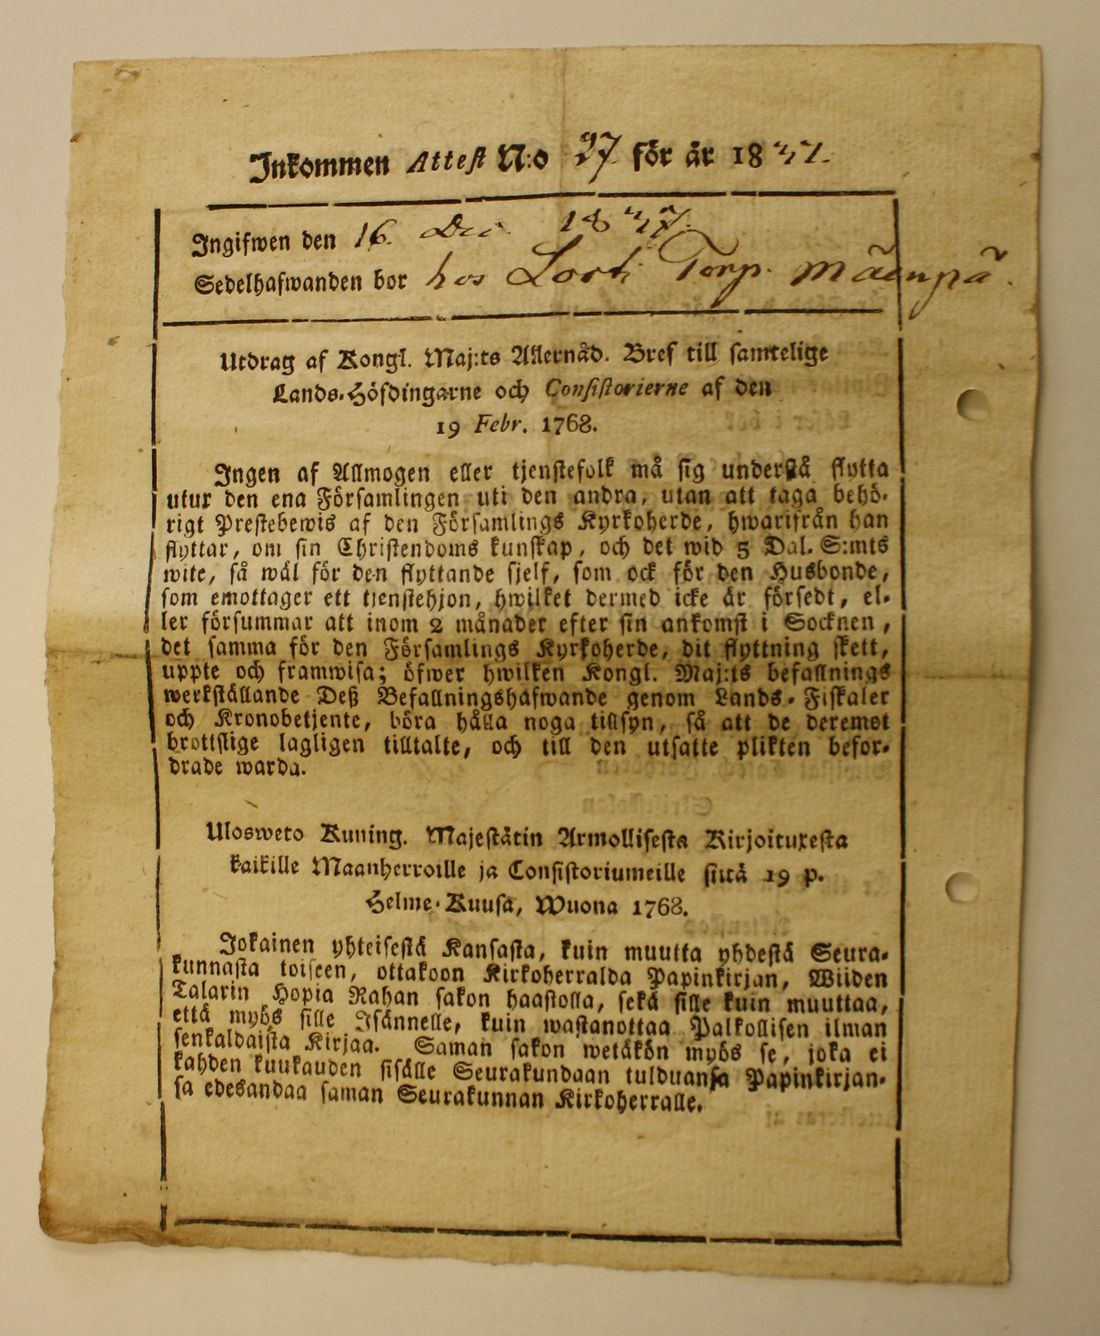 Inkommen Attest N:o 37 för år 1847.
Ingifwen den 16. Dec. 1847.
Sedelhafwanden bor hos Torp. Mäenpä.
Utdrag af Kongl. Maj:ts Allernåd. Bref till samtelige
Lands-Höfdingarne och Consistorierne af den
19 Febr. 1768.
Ingen af Allmogen eller tjenstefolk må sig understå flytta
utur den ena Församlingen uti den andra, utan att taga behö-
rigt Prestebewis af den Församlings Kyrkoherde, hwarifrån han
flyttar, om sin Christendoms kunskap, och det wid 5 Dal. S:mts
wite, så wäl för den flyttande sjelf, som ock för den Husbonde,
som emottager ett tjenstehjon, hwilket dermed icke är försedt, el-
ler försummar att inom 2 månader efter sin ankomst i Socknen,
det samma för den Församlings Kyrkoherde, dit flyttning skett,
uppte och framwisa; öfwer hwilken Kongl. Maj:ts befallnings
werkställande Deß Befallningshafwande genom Lands-Fiskaler
och Kronobetjente, böra hålla noga tillsyn, så att de deremot
brottslige lagligen tilltalte, och till den utsatte plikten befor-
drade warda.
Ulosweto Kuning. Majestätin Armollisesta Kirjoituxesta
kaikille Maanherroille ja Consistoriumeille siitä 19 p.
Helme-Kuusa, Wuona 1768.
Jokainen yhteisestä Kansasta, kuin muutta yhdestä Seura-
kunnasta toiseen, ottakoon Kirkoherralda Papinkirjan, Wiiden
Talarin Hopia Rahan sakon haastolla, sekä sille kuin muuttaa,
että myös sille Isännelle, kuin wastanottaa Palkollisen ilman
senkaldaista Kirjaa. Saman sakon wetäkön myös se, joka ei
kahden kuukauden sisälle Seurakundaan tulduansa Papinkirjan-
sa edesandaa saman Seurakunnan Kirkoherralle.